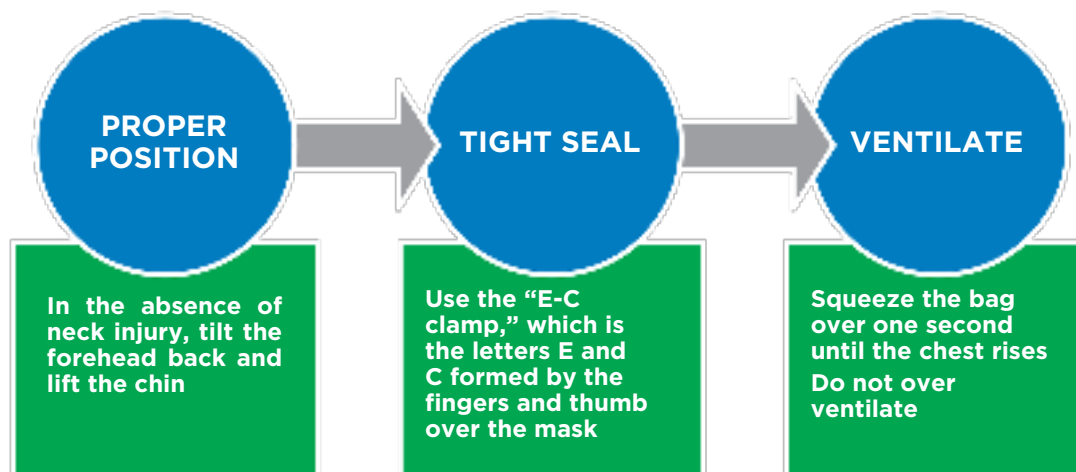 PROPER
POSITION
TIGHT SEAL
VENTILATE
In the absence of
neck injury, tilt the
forehead back and
lift the chin
Use the “E-C
clamp,” which is
the letters E and
C formed by the
fingers and thumb
over the mask
Squeeze the bag
over one second
until the chest rises
Do not over
ventilate